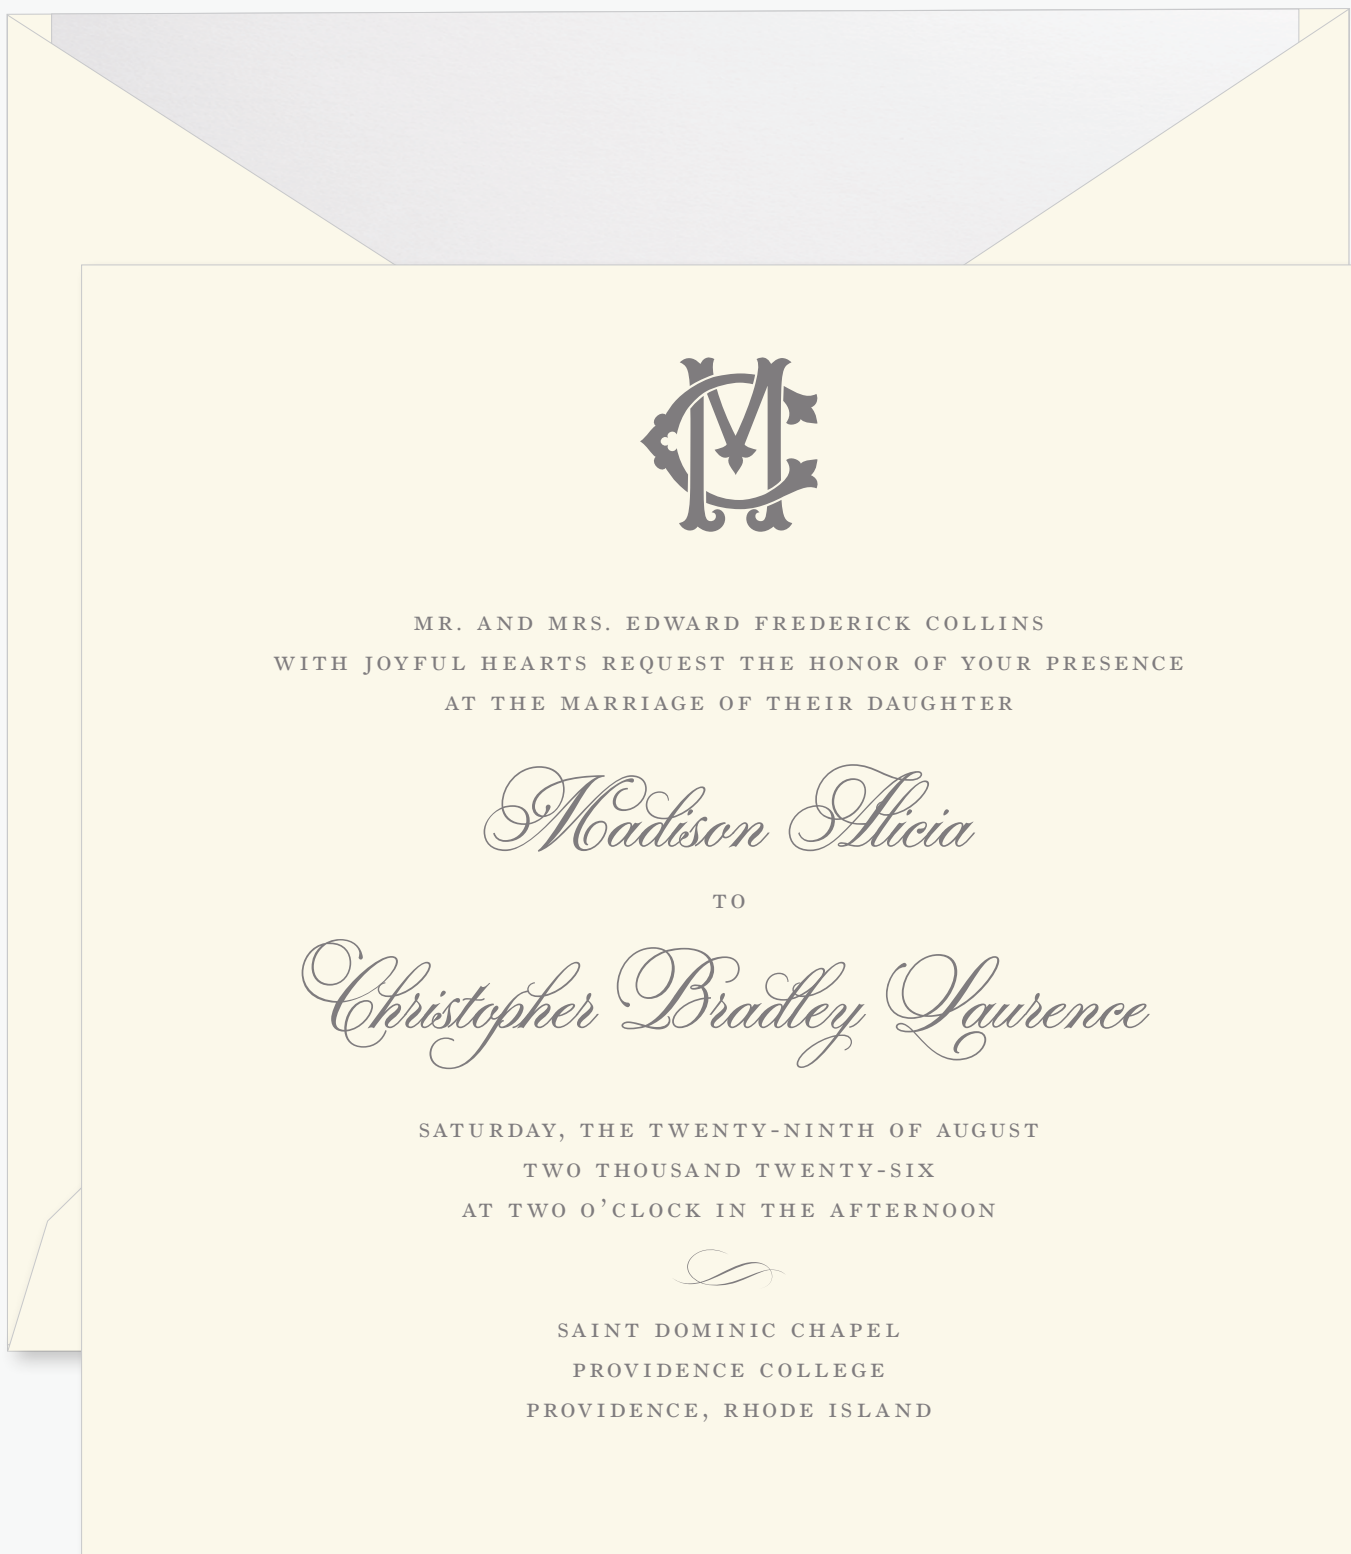 MC
MR. AND MRS. EDWARD FREDERICK COLLINS
WITH JOYFUL HEARTS REQUEST THE HONOR OF YOUR PRESENCE
AT THE MARRIAGE OF THEIR DAUGHTER
Madison Alicia
TO
Christopher Bradley Laurence
SATURDAY, THE TWENTY-NINTH OF AUGUST
TWO THOUSAND TWENTY-SIX
AT TWO O’CLOCK IN THE AFTERNOON
SAINT DOMINIC CHAPEL
PROVIDENCE COLLEGE
PROVIDENCE, RHODE ISLAND